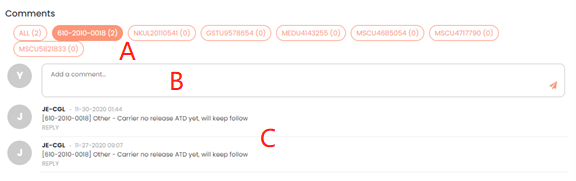 Comments
ALL (2) 610-2010-0018 (2) NKUL20110541 (0) GSTU9578654 (0) MEDU4143255 (0) MSCU4685054 (0) MSCU4717790 (0)
MSCU5821833 (0)
A
Y Add a comment...
B
J JE-CGL - 11-30-2020 01:44
[610-2010-0018] Other - Carrier no release ATD yet, will keep follow
REPLY
C
J JE-CGL - 11-27-2020 09:07
[610-2010-0018] Other - Carrier no release ATD yet, will keep follow
REPLY